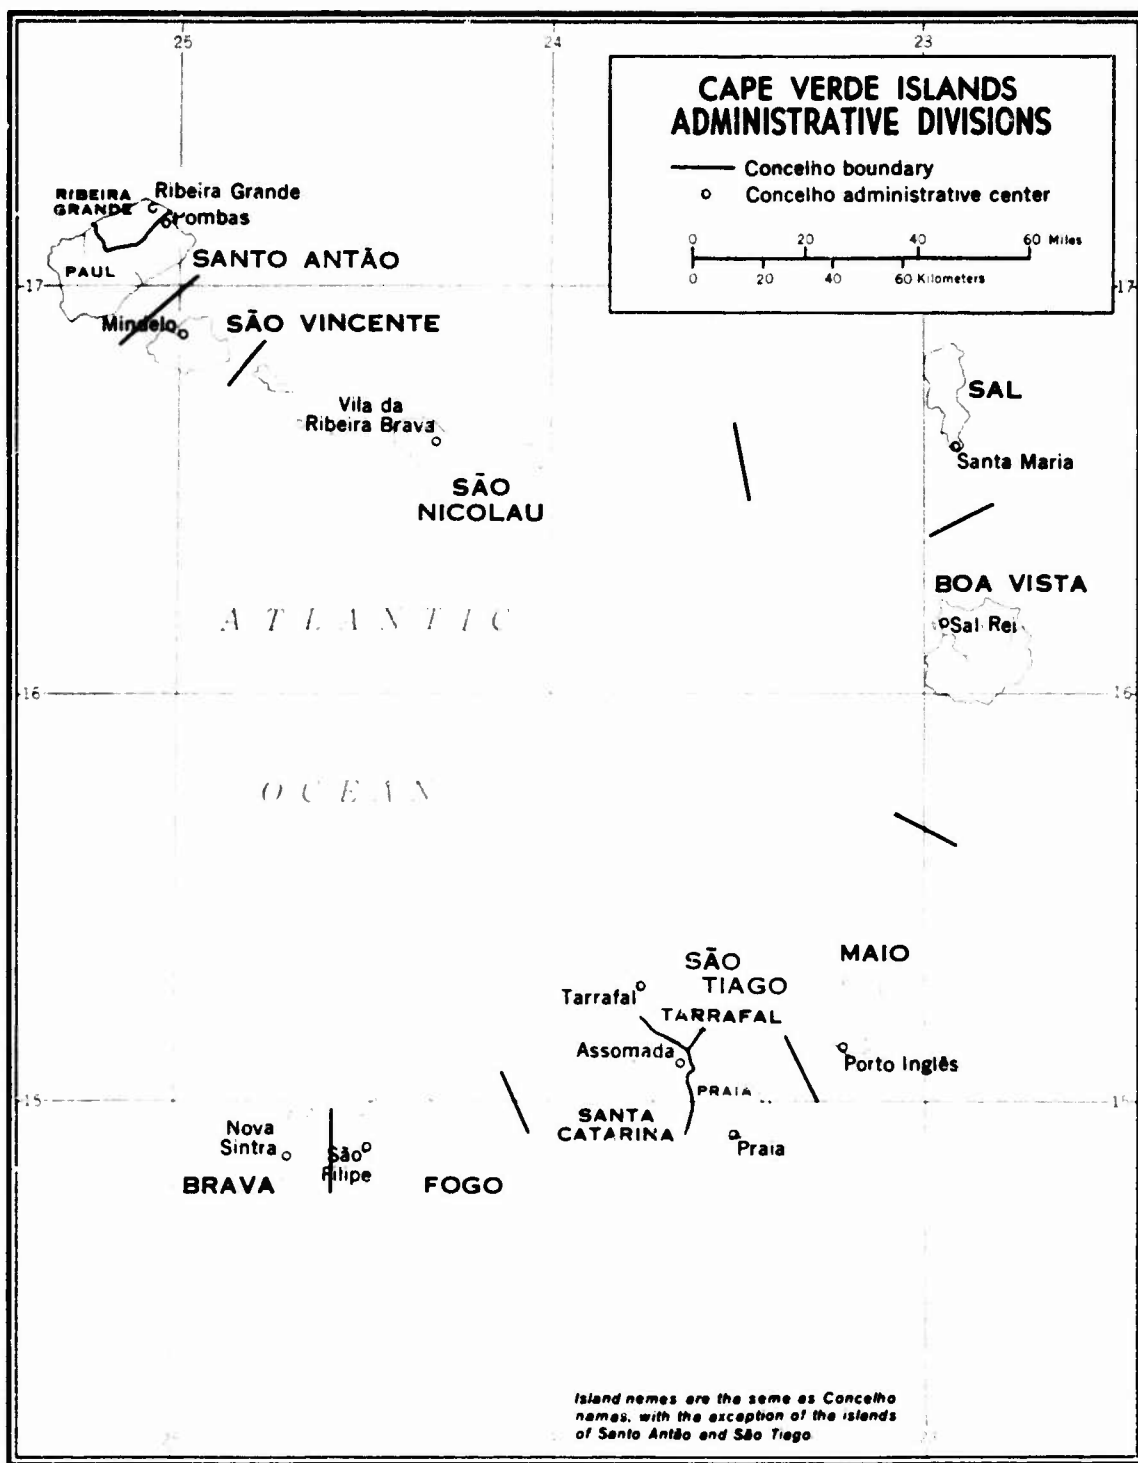 25
24
23
CAPE VERDE ISLANDS
ADMINISTRATIVE DIVISIONS
Concelho boundary
Concelho administrative center
0 20 40 60 Miles
0 20 40 60 Kilometers
RIBEIRA
GRANDE
Ribeira Grande
Pombas
PAUL
SANTO ANTÃO
17
17
Mindelo
SÃO VINCENTE
Vila da
Ribeira Brava
SÃO
NICOLAU
SAL
Santa Maria
BOA VISTA
Sal Rei
ATLANTIC
16
16
OCEAN
MAIO
SÃO
TIAGO
Tarrafal
TARRAFAL
Assomada
Porto Inglês
PRAIA
15
15
SANTA
CATARINA
Praia
Nova
Sintra
São
Filipe
BRAVA
FOGO
Island names are the same as Concelho
names, with the exception of the islands
of Santo Antão and São Tiago
23